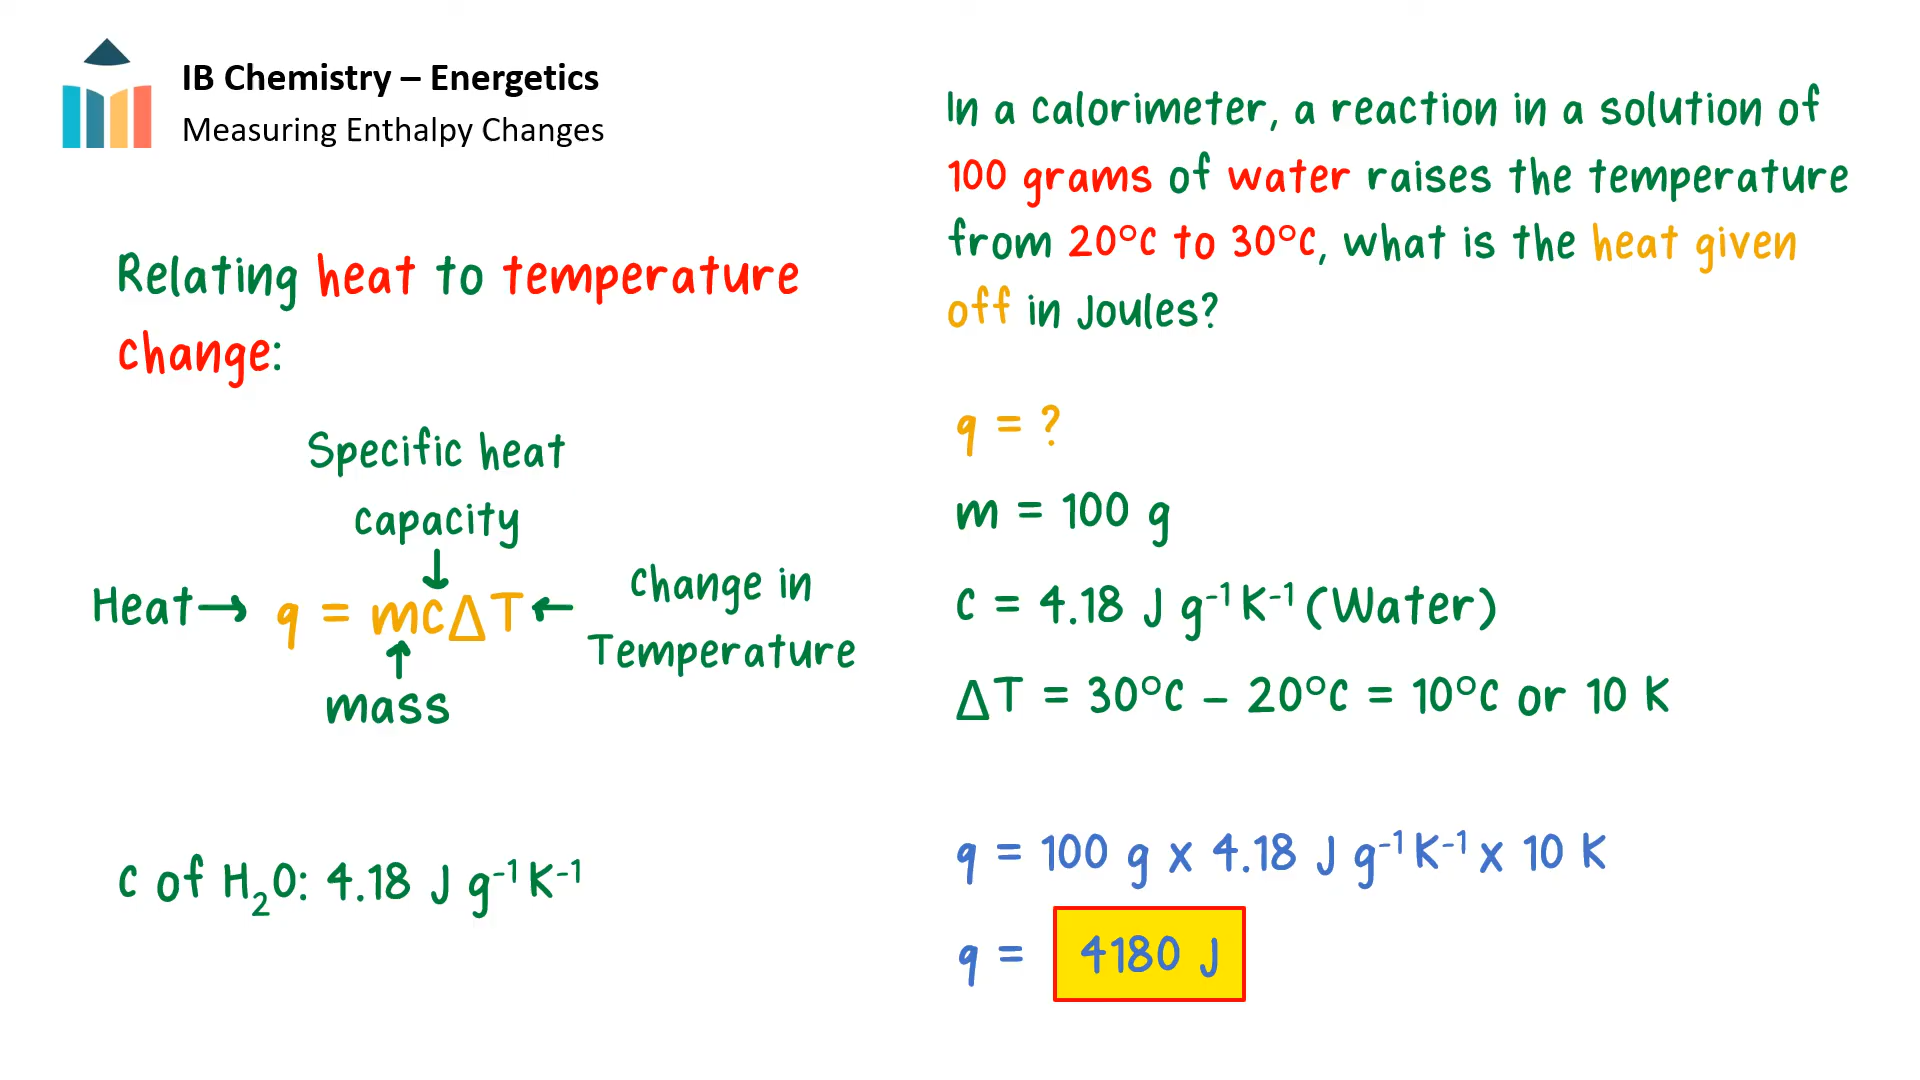 IB Chemistry – Energetics
Measuring Enthalpy Changes
Relating heat to temperature
change:
Specific heat
capacity
Heat→ q = mcΔT ←
Change in
Temperature
mass
c of H₂O: 4.18 J g⁻¹K⁻¹
In a calorimeter, a reaction in a solution of
100 grams of water raises the temperature
from 20°C to 30°C, what is the heat given
off in Joules?
q = ?
m = 100 g
c = 4.18 J g⁻¹K⁻¹ (Water)
ΔT = 30°C – 20°C = 10°C or 10 K
q = 100 g x 4.18 J g⁻¹K⁻¹ x 10 K
q = 4180 J